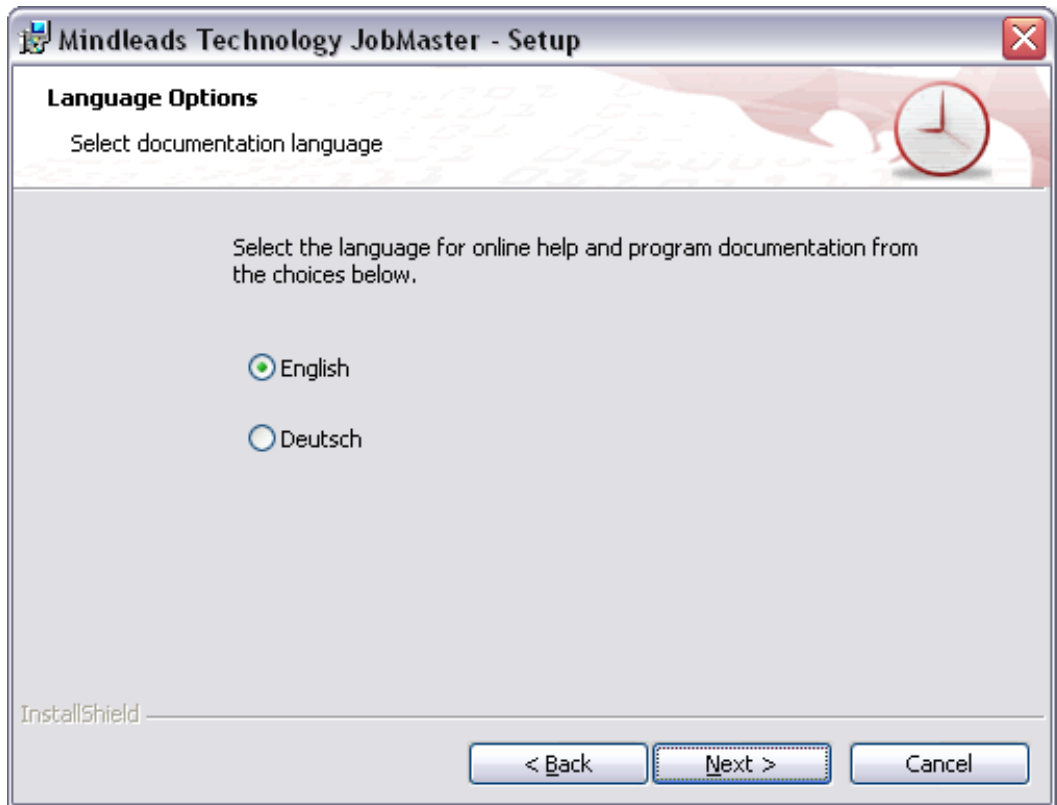 Mindleads Technology JobMaster - Setup
Language Options
Select documentation language
Select the language for online help and program documentation from
the choices below.
English
Deutsch
InstallShield
< Back
Next >
Cancel